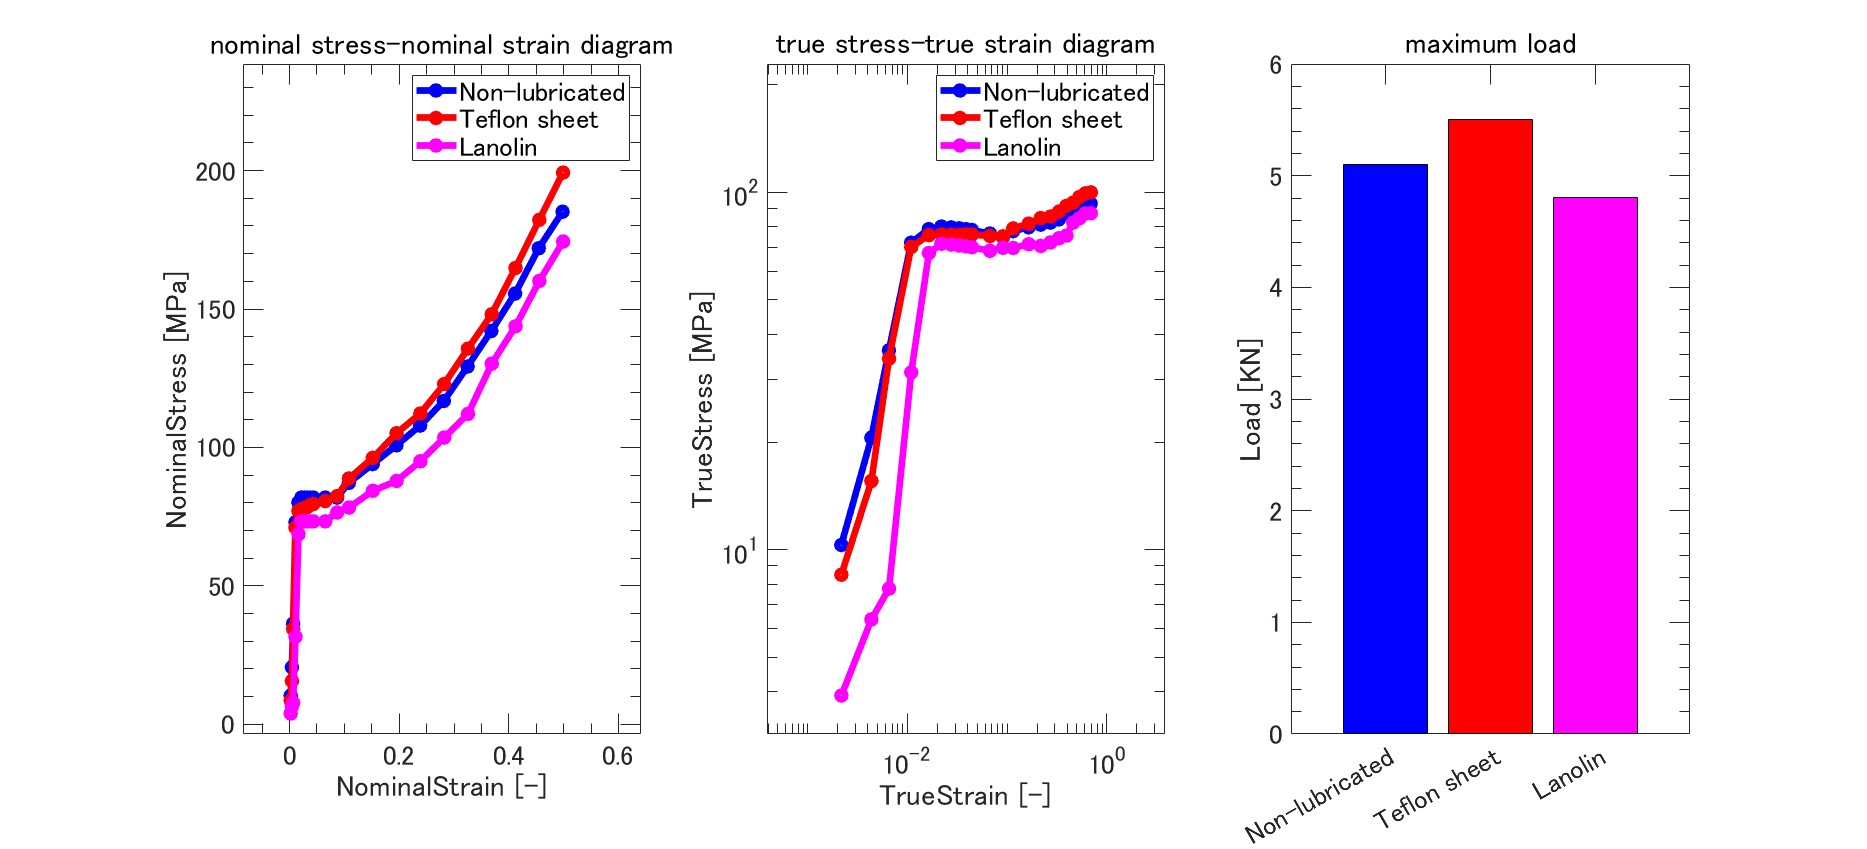 nominal stress-nominal strain diagram
Non-lubricated
Teflon sheet
Lanolin
200
150
100
50
0
0 0.2 0.4 0.6
NominalStrain [-]
NominalStress [MPa]
true stress-true strain diagram
Non-lubricated
Teflon sheet
Lanolin
10^2
10^1
10^-2 10^0
TrueStrain [-]
TrueStress [MPa]
maximum load
6
5
4
3
2
1
0
Non-lubricated
Teflon sheet
Lanolin
Load [KN]